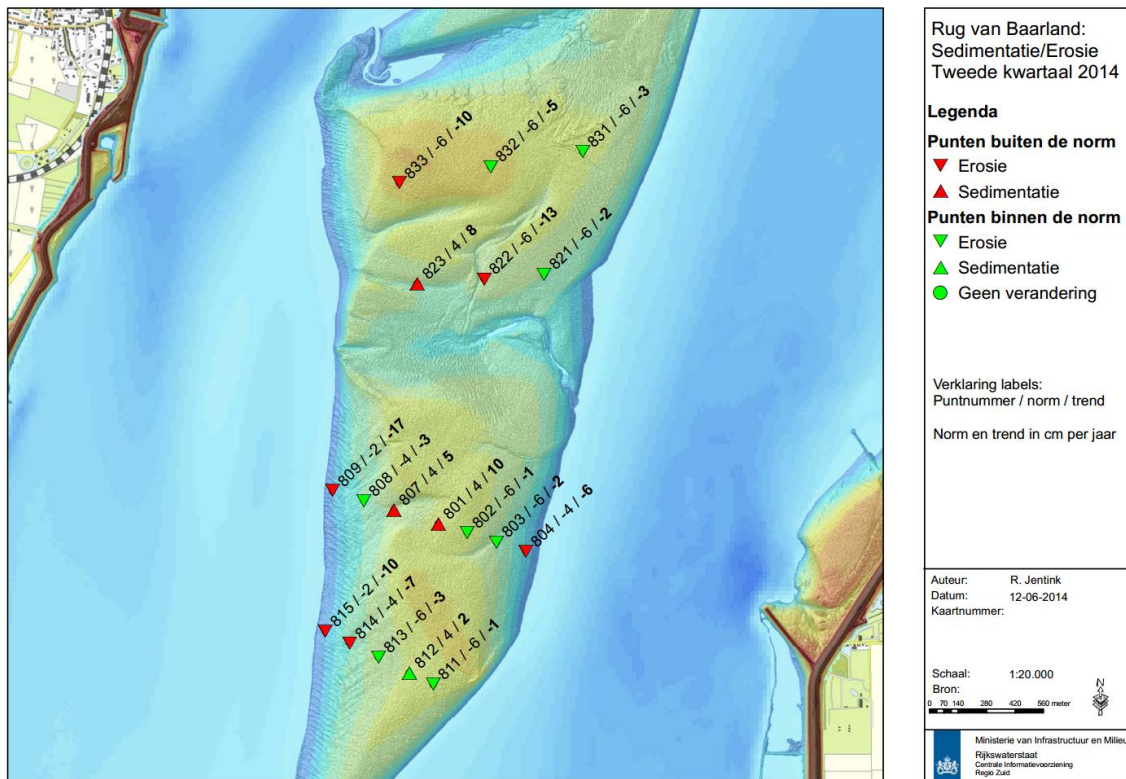 833 / -6 / -10
832 / -6 / -5
831 / -6 / -3
823 / 4 / 8
822 / -6 / -13
821 / -6 / -2
809 / -2 / -17
808 / -4 / -3
807 / 4 / 5
801 / 4 / 10
802 / -6 / -1
803 / -6 / -2
804 / -4 / -6
815 / -2 / -10
814 / -4 / -7
813 / -6 / -3
812 / 4 / 2
811 / -6 / -1
Rug van Baarland:
Sedimentatie/Erosie
Tweede kwartaal 2014
Legenda
Punten buiten de norm
Erosie
Sedimentatie
Punten binnen de norm
Erosie
Sedimentatie
Geen verandering
Verklaring labels:
Puntnummer / norm / trend
Norm en trend in cm per jaar
Auteur: R. Jentink
Datum: 12-06-2014
Kaartnummer:
Schaal: 1:20.000
Bron:
N
0 70 140 280 420 560 meter
Ministerie van Infrastructuur en Milieu
Rijkswaterstaat
Centrale Informatievoorziening
Regio Zuid